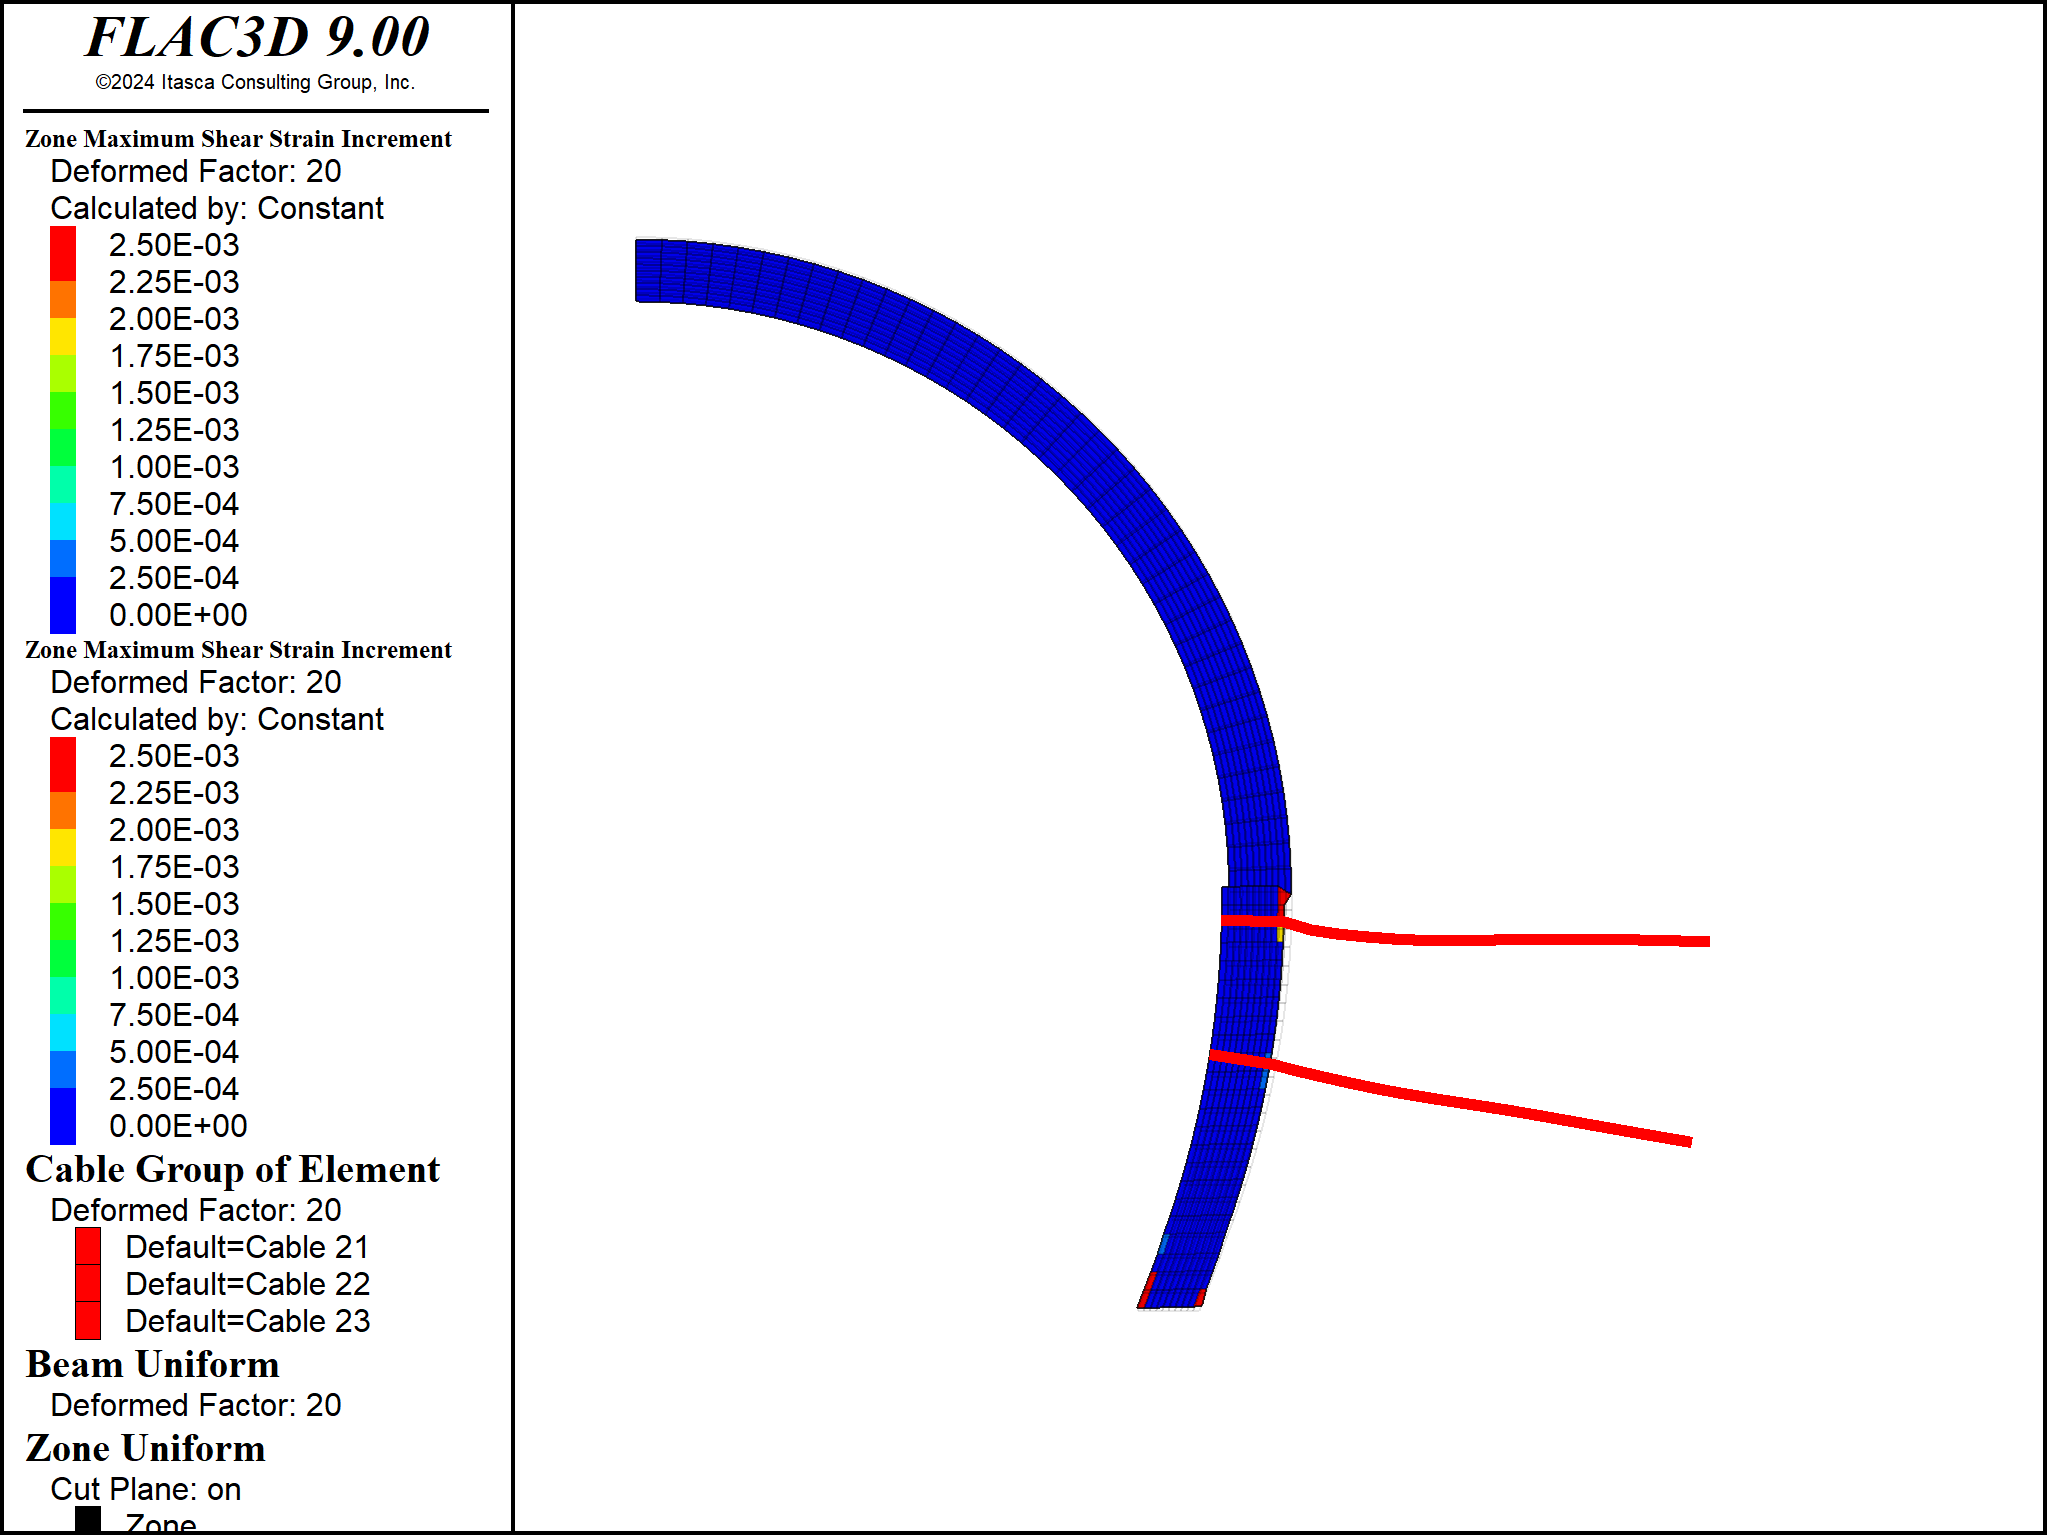 FLAC3D 9.00
©2024 Itasca Consulting Group, Inc.
Zone Maximum Shear Strain Increment
Deformed Factor: 20
Calculated by: Constant
2.50E-03
2.25E-03
2.00E-03
1.75E-03
1.50E-03
1.25E-03
1.00E-03
7.50E-04
5.00E-04
2.50E-04
0.00E+00
Zone Maximum Shear Strain Increment
Deformed Factor: 20
Calculated by: Constant
2.50E-03
2.25E-03
2.00E-03
1.75E-03
1.50E-03
1.25E-03
1.00E-03
7.50E-04
5.00E-04
2.50E-04
0.00E+00
Cable Group of Element
Deformed Factor: 20
Default=Cable 21
Default=Cable 22
Default=Cable 23
Beam Uniform
Deformed Factor: 20
Zone Uniform
Cut Plane: on
Zone